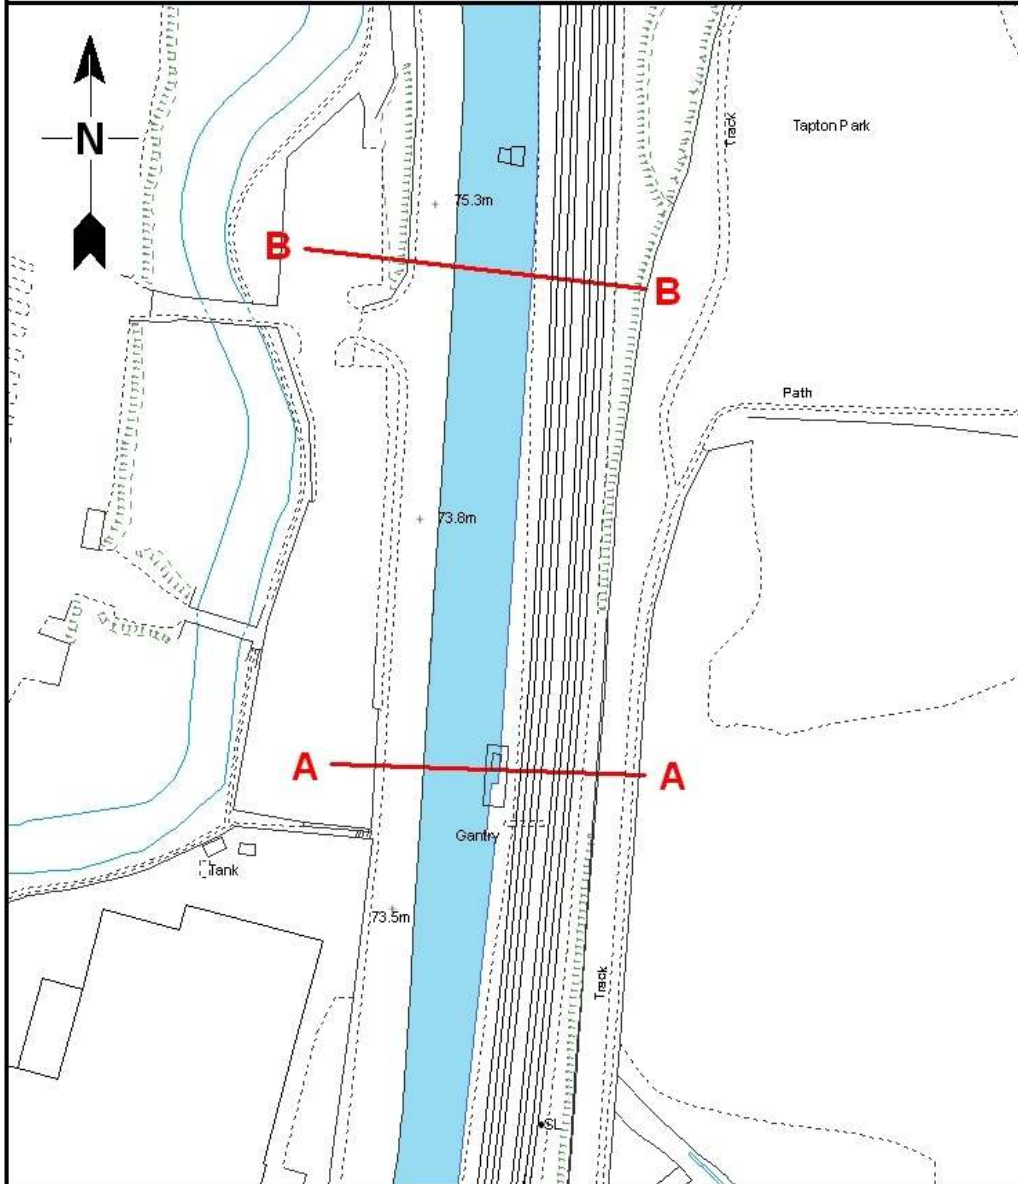 N
Track
Tapton Park
75.3m
B
B
Path
73.8m
A
A
Gantry
Tank
73.5m
Track
SL